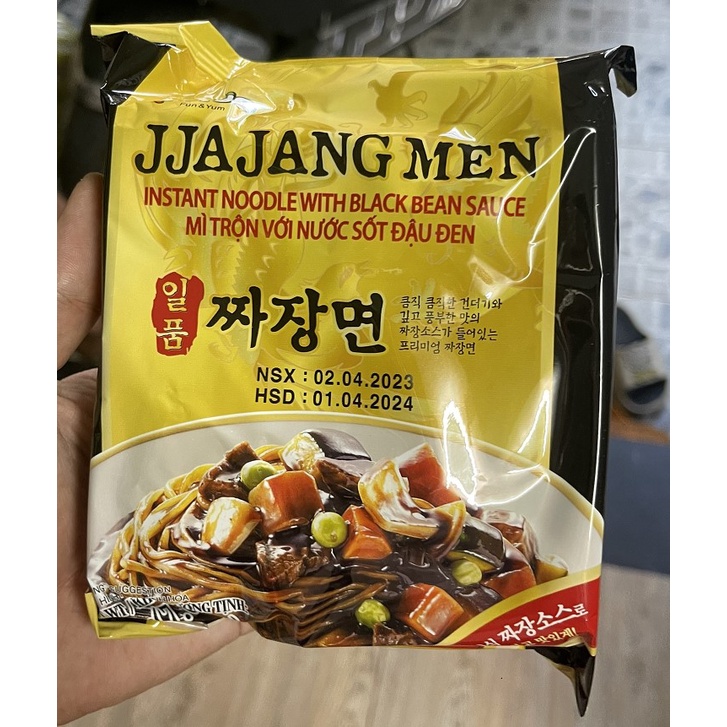 Fun & Yum
JJAJANG MEN
INSTANT NOODLE WITH BLACK BEAN SAUCE
MÌ TRỘN VỚI NƯỚC SỐT ĐẬU ĐEN
일품
짜장면
큼직 큼직한 건더기와
깊고 풍부한 맛의
짜장소스가 들어있는
프리미엄 짜장면
NSX : 02.04.2023
HSD : 01.04.2024
짜장소스로